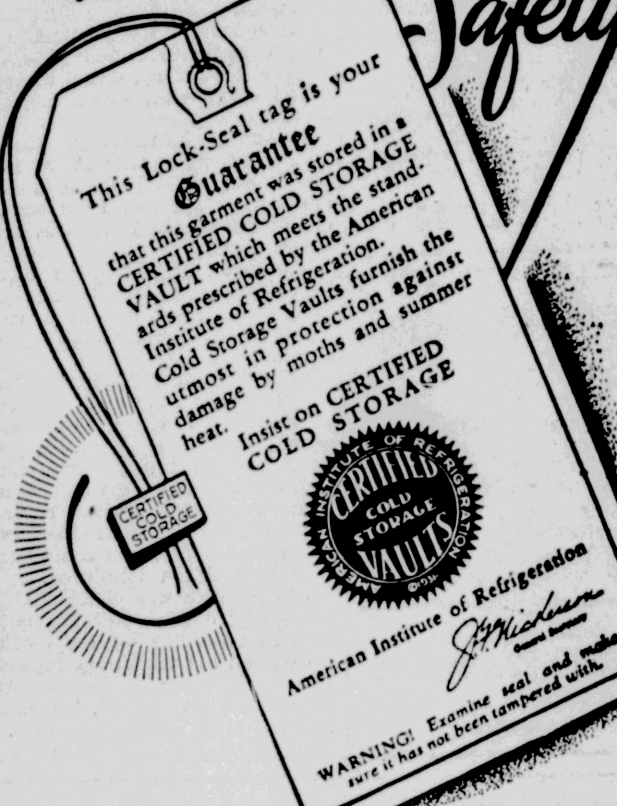 Safety
This Lock-Seal tag is your
Guarantee
that this garment was stored in a
CERTIFIED COLD STORAGE
VAULT which meets the stand-
ards prescribed by the American
Institute of Refrigeration.
Cold Storage Vaults furnish the
utmost in protection against
damage by moths and summer
heat.
Insist on CERTIFIED
COLD STORAGE
CERTIFIED
COLD
STORAGE
AMERICAN INSTITUTE OF REFRIGERATION
CERTIFIED
COLD
STORAGE
VAULTS
American Institute of Refrigeration
J.F. Nickerson
WARNING! Examine seal and make
sure it has not been tampered with.